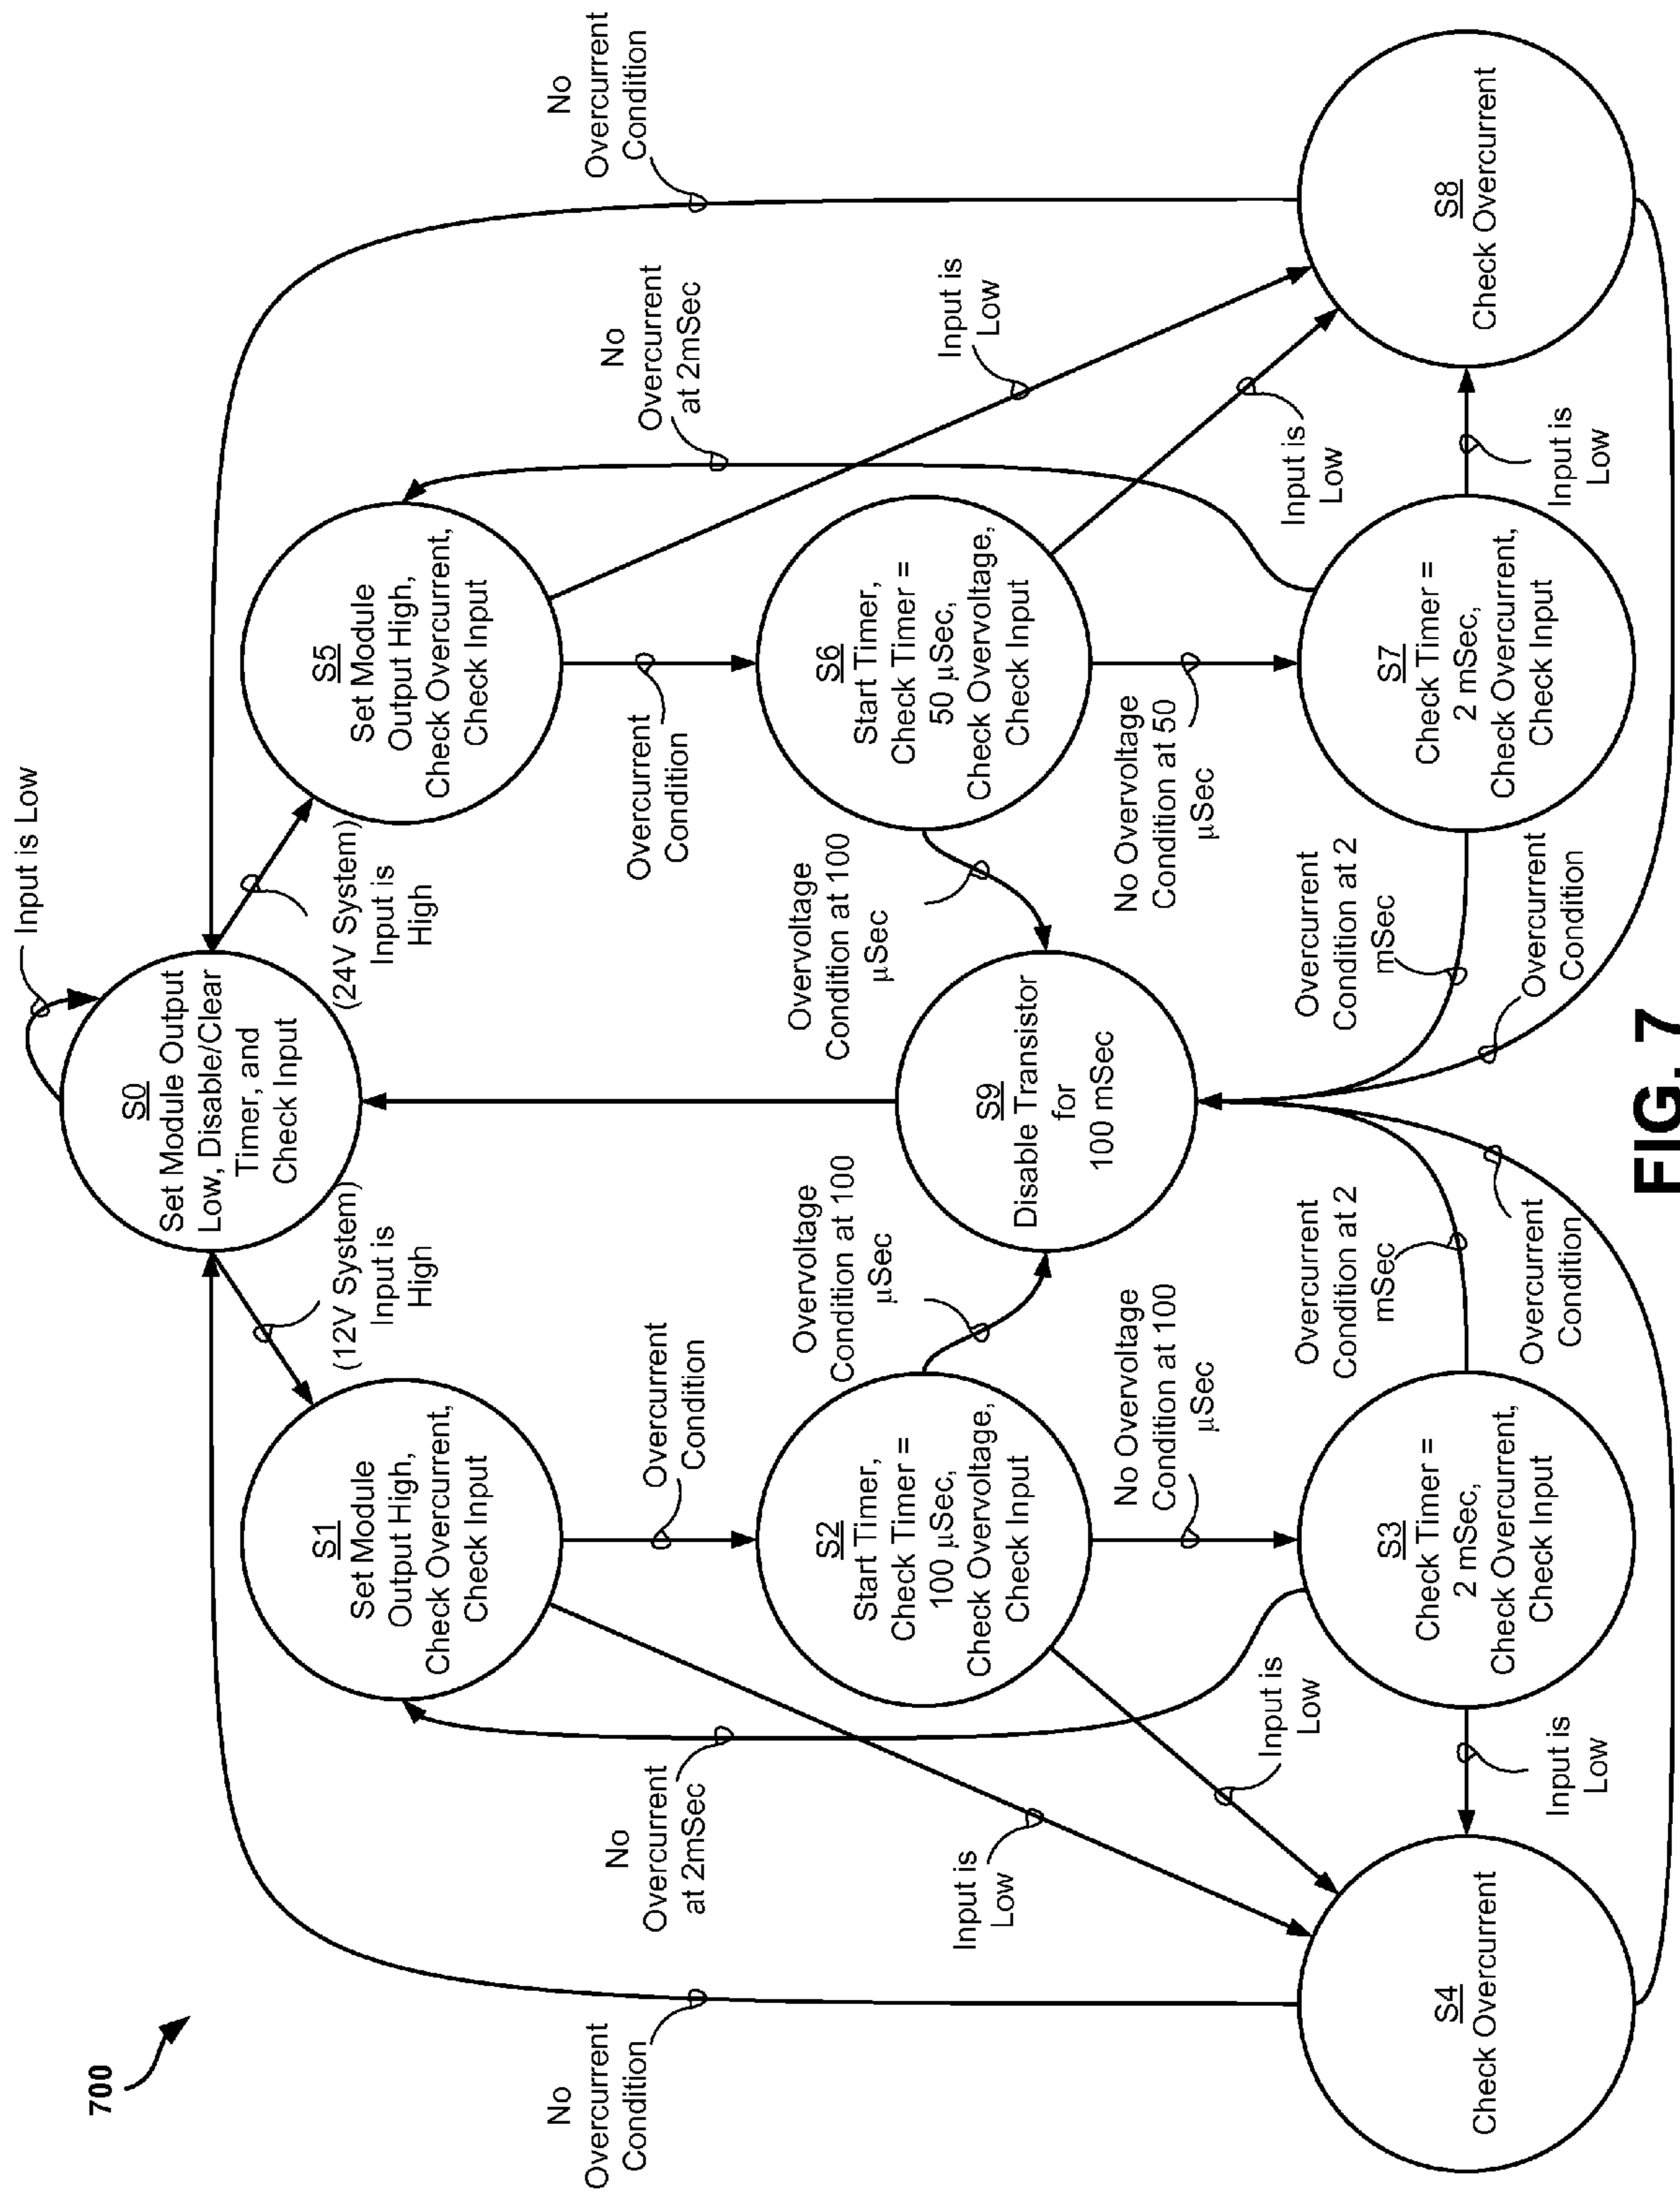 700
Input is Low
S0
Set Module Output
Low, Disable/Clear
Timer, and
Check Input
(12V System)
Input is
High
(24V System)
Input is
High
No
Overcurrent
Condition
No
Overcurrent
Condition
S1
Set Module
Output High,
Check Overcurrent,
Check Input
S5
Set Module
Output High,
Check Overcurrent,
Check Input
No
Overcurrent
at 2mSec
Overcurrent
Condition
Overcurrent
Condition
No
Overcurrent
at 2mSec
Input is
Low
S2
Start Timer,
Check Timer =
100 µSec,
Check Overvoltage,
Check Input
Overvoltage
Condition at 100
µSec
S9
Disable Transistor
for
100 mSec
Overvoltage
Condition at 100
µSec
S6
Start Timer,
Check Timer =
50 µSec,
Check Overvoltage,
Check Input
Input is
Low
Input is
Low
No Overvoltage
Condition at 100
µSec
No Overvoltage
Condition at 50
µSec
Input is
Low
S4
Check Overcurrent
Input is
Low
S3
Check Timer =
2 mSec,
Check Overcurrent,
Check Input
Overcurrent
Condition at 2
mSec
Overcurrent
Condition at 2
mSec
S7
Check Timer =
2 mSec,
Check Overcurrent,
Check Input
Input is
Low
S8
Check Overcurrent
Overcurrent
Condition
Overcurrent
Condition
FIG. 7